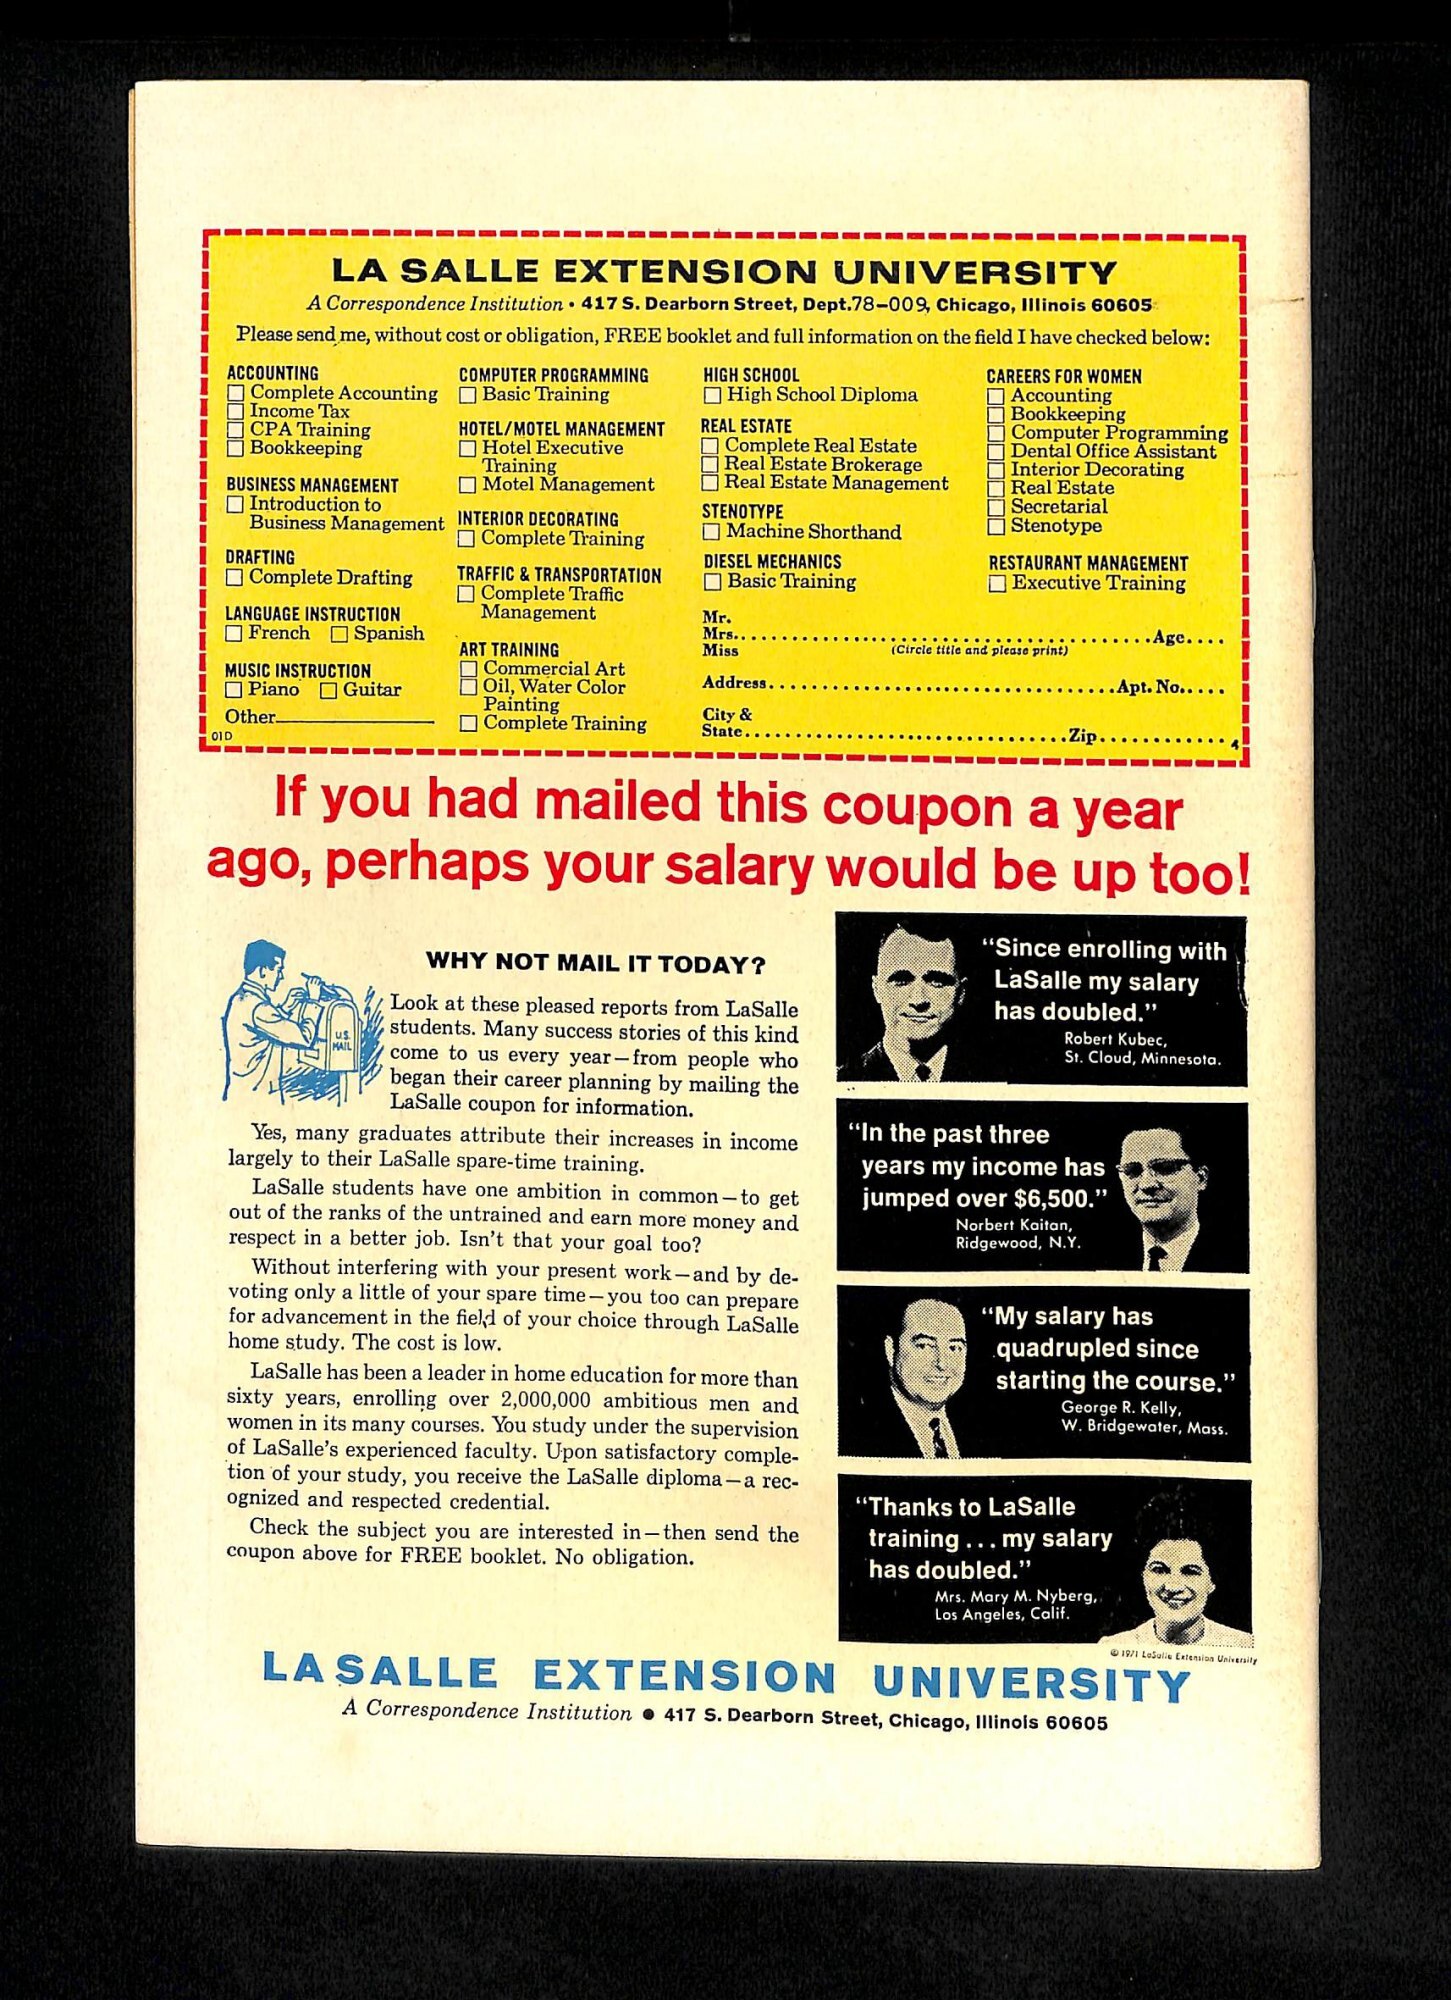 LA SALLE EXTENSION UNIVERSITY
A Correspondence Institution • 417 S. Dearborn Street, Dept.78-009, Chicago, Illinois 60605
Please send me, without cost or obligation, FREE booklet and full information on the field I have checked below:
ACCOUNTING
Complete Accounting
Income Tax
CPA Training
Bookkeeping
BUSINESS MANAGEMENT
Introduction to
Business Management
DRAFTING
Complete Drafting
LANGUAGE INSTRUCTION
French Spanish
MUSIC INSTRUCTION
Piano Guitar
Other
01D
COMPUTER PROGRAMMING
Basic Training
HOTEL/MOTEL MANAGEMENT
Hotel Executive
Training
Motel Management
INTERIOR DECORATING
Complete Training
TRAFFIC & TRANSPORTATION
Complete Traffic
Management
ART TRAINING
Commercial Art
Oil, Water Color
Painting
Complete Training
HIGH SCHOOL
High School Diploma
REAL ESTATE
Complete Real Estate
Real Estate Brokerage
Real Estate Management
STENOTYPE
Machine Shorthand
DIESEL MECHANICS
Basic Training
CAREERS FOR WOMEN
Accounting
Bookkeeping
Computer Programming
Dental Office Assistant
Interior Decorating
Real Estate
Secretarial
Stenotype
RESTAURANT MANAGEMENT
Executive Training
Mr.
Mrs. Age
Miss (Circle title and please print)
Address Apt. No.
City &
State Zip
4
If you had mailed this coupon a year
ago, perhaps your salary would be up too!
U.S.
MAIL
WHY NOT MAIL IT TODAY?
Look at these pleased reports from LaSalle
students. Many success stories of this kind
come to us every year—from people who
began their career planning by mailing the
LaSalle coupon for information.
Yes, many graduates attribute their increases in income
largely to their LaSalle spare-time training.
LaSalle students have one ambition in common—to get
out of the ranks of the untrained and earn more money and
respect in a better job. Isn't that your goal too?
Without interfering with your present work—and by de-
voting only a little of your spare time—you too can prepare
for advancement in the field of your choice through LaSalle
home study. The cost is low.
LaSalle has been a leader in home education for more than
sixty years, enrolling over 2,000,000 ambitious men and
women in its many courses. You study under the supervision
of LaSalle's experienced faculty. Upon satisfactory comple-
tion of your study, you receive the LaSalle diploma—a rec-
ognized and respected credential.
Check the subject you are interested in—then send the
coupon above for FREE booklet. No obligation.
"Since enrolling with
LaSalle my salary
has doubled."
Robert Kubec,
St. Cloud, Minnesota.
"In the past three
years my income has
jumped over $6,500."
Norbert Kaitan,
Ridgewood, N.Y.
"My salary has
quadrupled since
starting the course."
George R. Kelly,
W. Bridgewater, Mass.
"Thanks to LaSalle
training . . . my salary
has doubled."
Mrs. Mary M. Nyberg,
Los Angeles, Calif.
© 1971 LaSalle Extension University
LA SALLE EXTENSION UNIVERSITY
A Correspondence Institution ● 417 S. Dearborn Street, Chicago, Illinois 60605